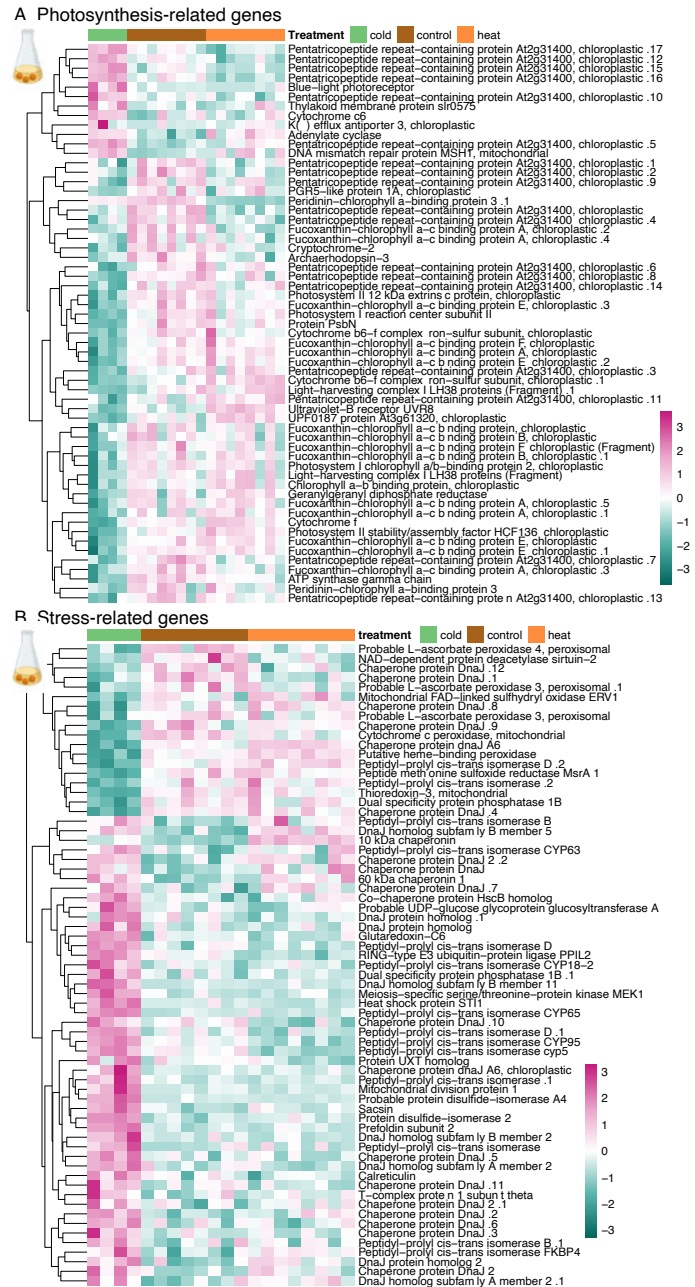 A Photosynthesis-related genes
Treatment cold control heat
Pentatricopeptide repeat-containing protein At2g31400, chloroplastic .17
Pentatricopeptide repeat-containing protein At2g31400, chloroplastic .12
Pentatricopeptide repeat-containing protein At2g31400, chloroplastic .15
Pentatricopeptide repeat-containing protein At2g31400, chloroplastic .16
Blue-light photoreceptor
Pentatricopeptide repeat-containing protein At2g31400, chloroplastic .10
Thylakoid membrane protein slr0575
Cytochrome c6
K( ) efflux antiporter 3, chloroplastic
Adenylate cyclase
Pentatricopeptide repeat-containing protein At2g31400, chloroplastic .5
DNA mismatch repair protein MSH1, mitochondrial
Pentatricopeptide repeat-containing protein At2g31400, chloroplastic .1
Pentatricopeptide repeat-containing protein At2g31400, chloroplastic .2
Pentatricopeptide repeat-containing protein At2g31400, chloroplastic .9
PGR5-like protein 1A, chloroplastic
Peridinin-chlorophyll a-binding protein 3 .1
Pentatricopeptide repeat-containing protein At2g31400, chloroplastic
Pentatricopeptide repeat-containing protein At2g31400 chloroplastic .4
Fucoxanthin-chlorophyll a-c binding protein A, chloroplastic .2
Fucoxanthin-chlorophyll a-c binding protein A, chloroplastic .4
Cryptochrome-2
Archaerhodopsin-3
Pentatricopeptide repeat-containing protein At2g31400, chloroplastic .6
Pentatricopeptide repeat-containing protein At2g31400, chloroplastic .8
Pentatricopeptide repeat-containing protein At2g31400, chloroplastic .14
Photosystem II 12 kDa extrins c protein, chloroplastic
Fucoxanthin-chlorophyll a-c binding protein E, chloroplastic .3
Photosystem I reaction center subunit II
Protein PsbN
Cytochrome b6-f complex ron-sulfur subunit, chloroplastic
Fucoxanthin-chlorophyll a-c binding protein F, chloroplastic
Fucoxanthin-chlorophyll a-c binding protein A, chloroplastic
Fucoxanthin-chlorophyll a-c binding protein E chloroplastic .2
Pentatricopeptide repeat-containing protein At2g31400, chloroplastic .3
Cytochrome b6-f complex ron-sulfur subunit, chloroplastic .1
Light-harvesting complex I LH38 proteins (Fragment) .1
Pentatricopeptide repeat-containing protein At2g31400, chloroplastic .11
Ultraviolet-B receptor UVR8
UPF0187 protein At3g61320, chloroplastic
Fucoxanthin-chlorophyll a-c b nding protein, chloroplastic
Fucoxanthin-chlorophyll a-c b nding protein B, chloroplastic
Fucoxanthin-chlorophyll a-c b nding protein F chloroplastic (Fragment)
Fucoxanthin-chlorophyll a-c b nding protein B, chloroplastic .1
Photosystem I chlorophyll a/b-binding protein 2, chloroplastic
Light-harvesting complex I LH38 proteins (Fragment)
Chlorophyll a-b binding protein, chloroplastic
Geranylgeranyl diphosphate reductase
Fucoxanthin-chlorophyll a-c b nding protein A, chloroplastic .5
Fucoxanthin-chlorophyll a-c b nding protein A, chloroplastic .1
Cytochrome f
Photosystem II stability/assembly factor HCF136, chloroplastic
Fucoxanthin-chlorophyll a-c b nding protein E, chloroplastic
Fucoxanthin-chlorophyll a-c b nding protein E chloroplastic .1
Pentatricopeptide repeat-containing protein At2g31400, chloroplastic .7
Fucoxanthin-chlorophyll a-c b nding protein A, chloroplastic .3
ATP synthase gamma chain
Peridinin-chlorophyll a-binding protein 3
Pentatricopeptide repeat-containing prote n At2g31400, chloroplastic .13
3
2
1
0
−1
−2
−3
B Stress-related genes
treatment cold control heat
Probable L-ascorbate peroxidase 4, peroxisomal
NAD-dependent protein deacetylase sirtuin-2
Chaperone protein DnaJ .12
Chaperone protein DnaJ .1
Probable L-ascorbate peroxidase 3, peroxisomal .1
Mitochondrial FAD-linked sulfhydryl oxidase ERV1
Chaperone protein DnaJ .8
Probable L-ascorbate peroxidase 3, peroxisomal
Chaperone protein DnaJ .9
Cytochrome c peroxidase, mitochondrial
Chaperone protein dnaJ A6
Putative heme-binding peroxidase
Peptidyl-prolyl cis-trans isomerase D .2
Peptide meth onine sulfoxide reductase MsrA 1
Peptidyl-prolyl cis-trans isomerase .2
Thioredoxin-3, mitochondrial
Dual specificity protein phosphatase 1B
Chaperone protein DnaJ .4
Peptidyl-prolyl cis-trans isomerase B
DnaJ homolog subfam ly B member 5
10 kDa chaperonin
Peptidyl-prolyl cis-trans isomerase CYP63
Chaperone protein DnaJ 2 .2
Chaperone protein DnaJ
60 kDa chaperonin 1
Chaperone protein DnaJ .7
Co-chaperone protein HscB homolog
Probable UDP-glucose glycoprotein glucosyltransferase A
DnaJ protein homolog .1
DnaJ protein homolog
Glutaredoxin-C6
Peptidyl-prolyl cis-trans isomerase D
RING-type E3 ubiquitin-protein ligase PPIL2
Peptidyl-prolyl cis-trans isomerase CYP18-2
Dual specificity protein phosphatase 1B .1
DnaJ homolog subfam ly B member 11
Meiosis-specific serine/threonine-protein kinase MEK1
Heat shock protein STI1
Peptidyl-prolyl cis-trans isomerase CYP65
Chaperone protein DnaJ .10
Peptidyl-prolyl cis-trans isomerase D .1
Peptidyl-prolyl cis-trans isomerase CYP95
Peptidyl-prolyl cis-trans isomerase cyp5
Protein UXT homolog
Chaperone protein dnaJ A6, chloroplastic
Peptidyl-prolyl cis-trans isomerase .1
Mitochondrial division protein 1
Probable protein disulfide-isomerase A4
Sacsin
Protein disulfide-isomerase 2
Prefoldin subunit 2
DnaJ homolog subfam ly B member 2
Peptidyl-prolyl cis-trans isomerase
Chaperone protein DnaJ .5
DnaJ homolog subfam ly A member 2
Calreticulin
Chaperone protein DnaJ .11
T-complex prote n 1 subun t theta
Chaperone protein DnaJ 2 .1
Chaperone protein DnaJ .2
Chaperone protein DnaJ .6
Chaperone protein DnaJ .3
Peptidyl-prolyl cis-trans isomerase B .1
Peptidyl-prolyl cis-trans isomerase FKBP4
DnaJ protein homolog 2
Chaperone protein DnaJ 2
DnaJ homolog subfam ly A member 2 .1
3
2
1
0
−1
−2
−3